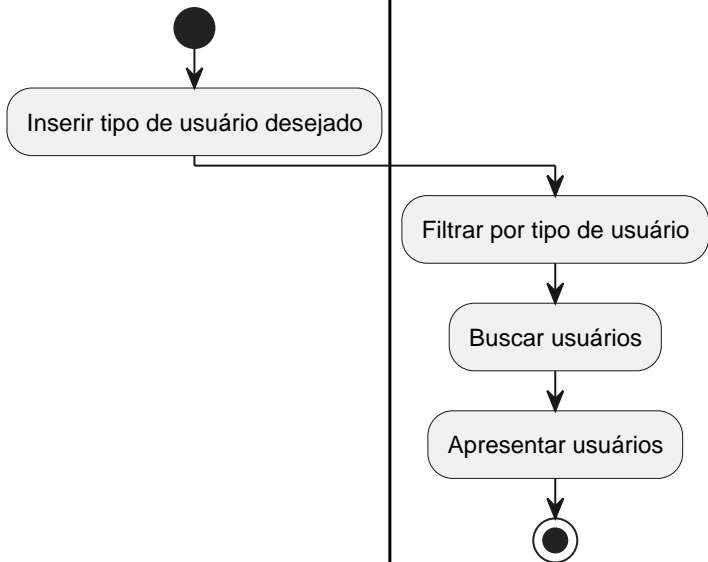 Inserir tipo de usuário desejado
Filtrar por tipo de usuário
Buscar usuários
Apresentar usuários